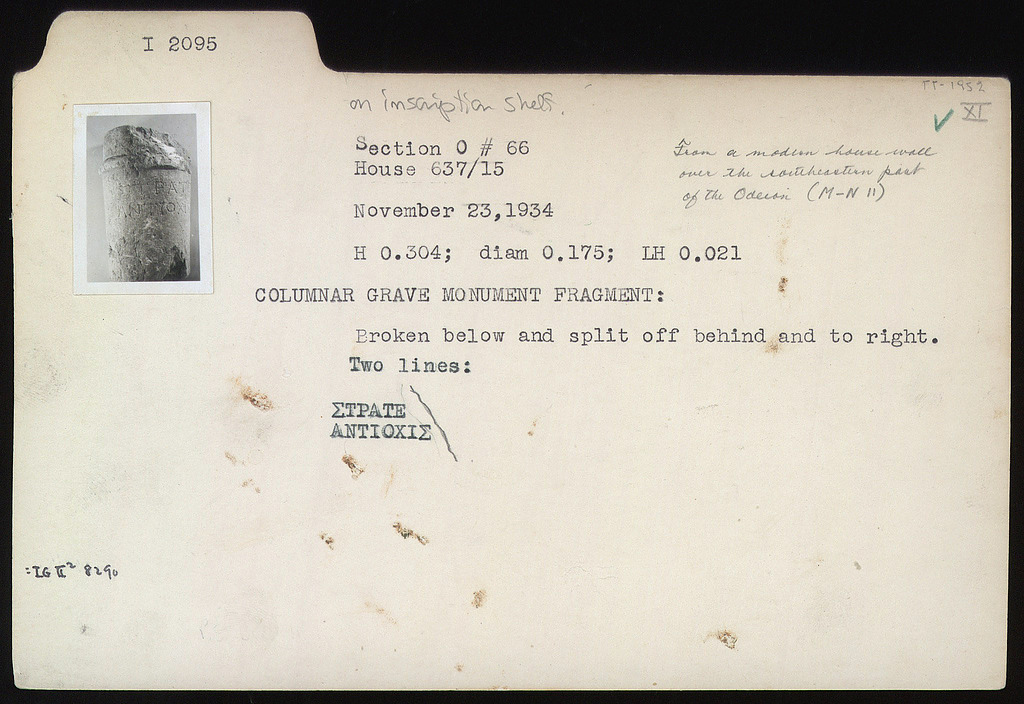 I 2095
TT-1952
XI
on inscription shelf.
Section O # 66
House 637/15
From a modern house wall
over the southeastern part
of the Odeion (M-N 11)
November 23,1934
H 0.304; diam 0.175; LH 0.021
COLUMNAR GRAVE MONUMENT FRAGMENT:
Broken below and split off behind and to right.
Two lines:
ΣΤΡΑΤΕ
ΑΝΤΙΟΧΙΣ
=IG II² 8290